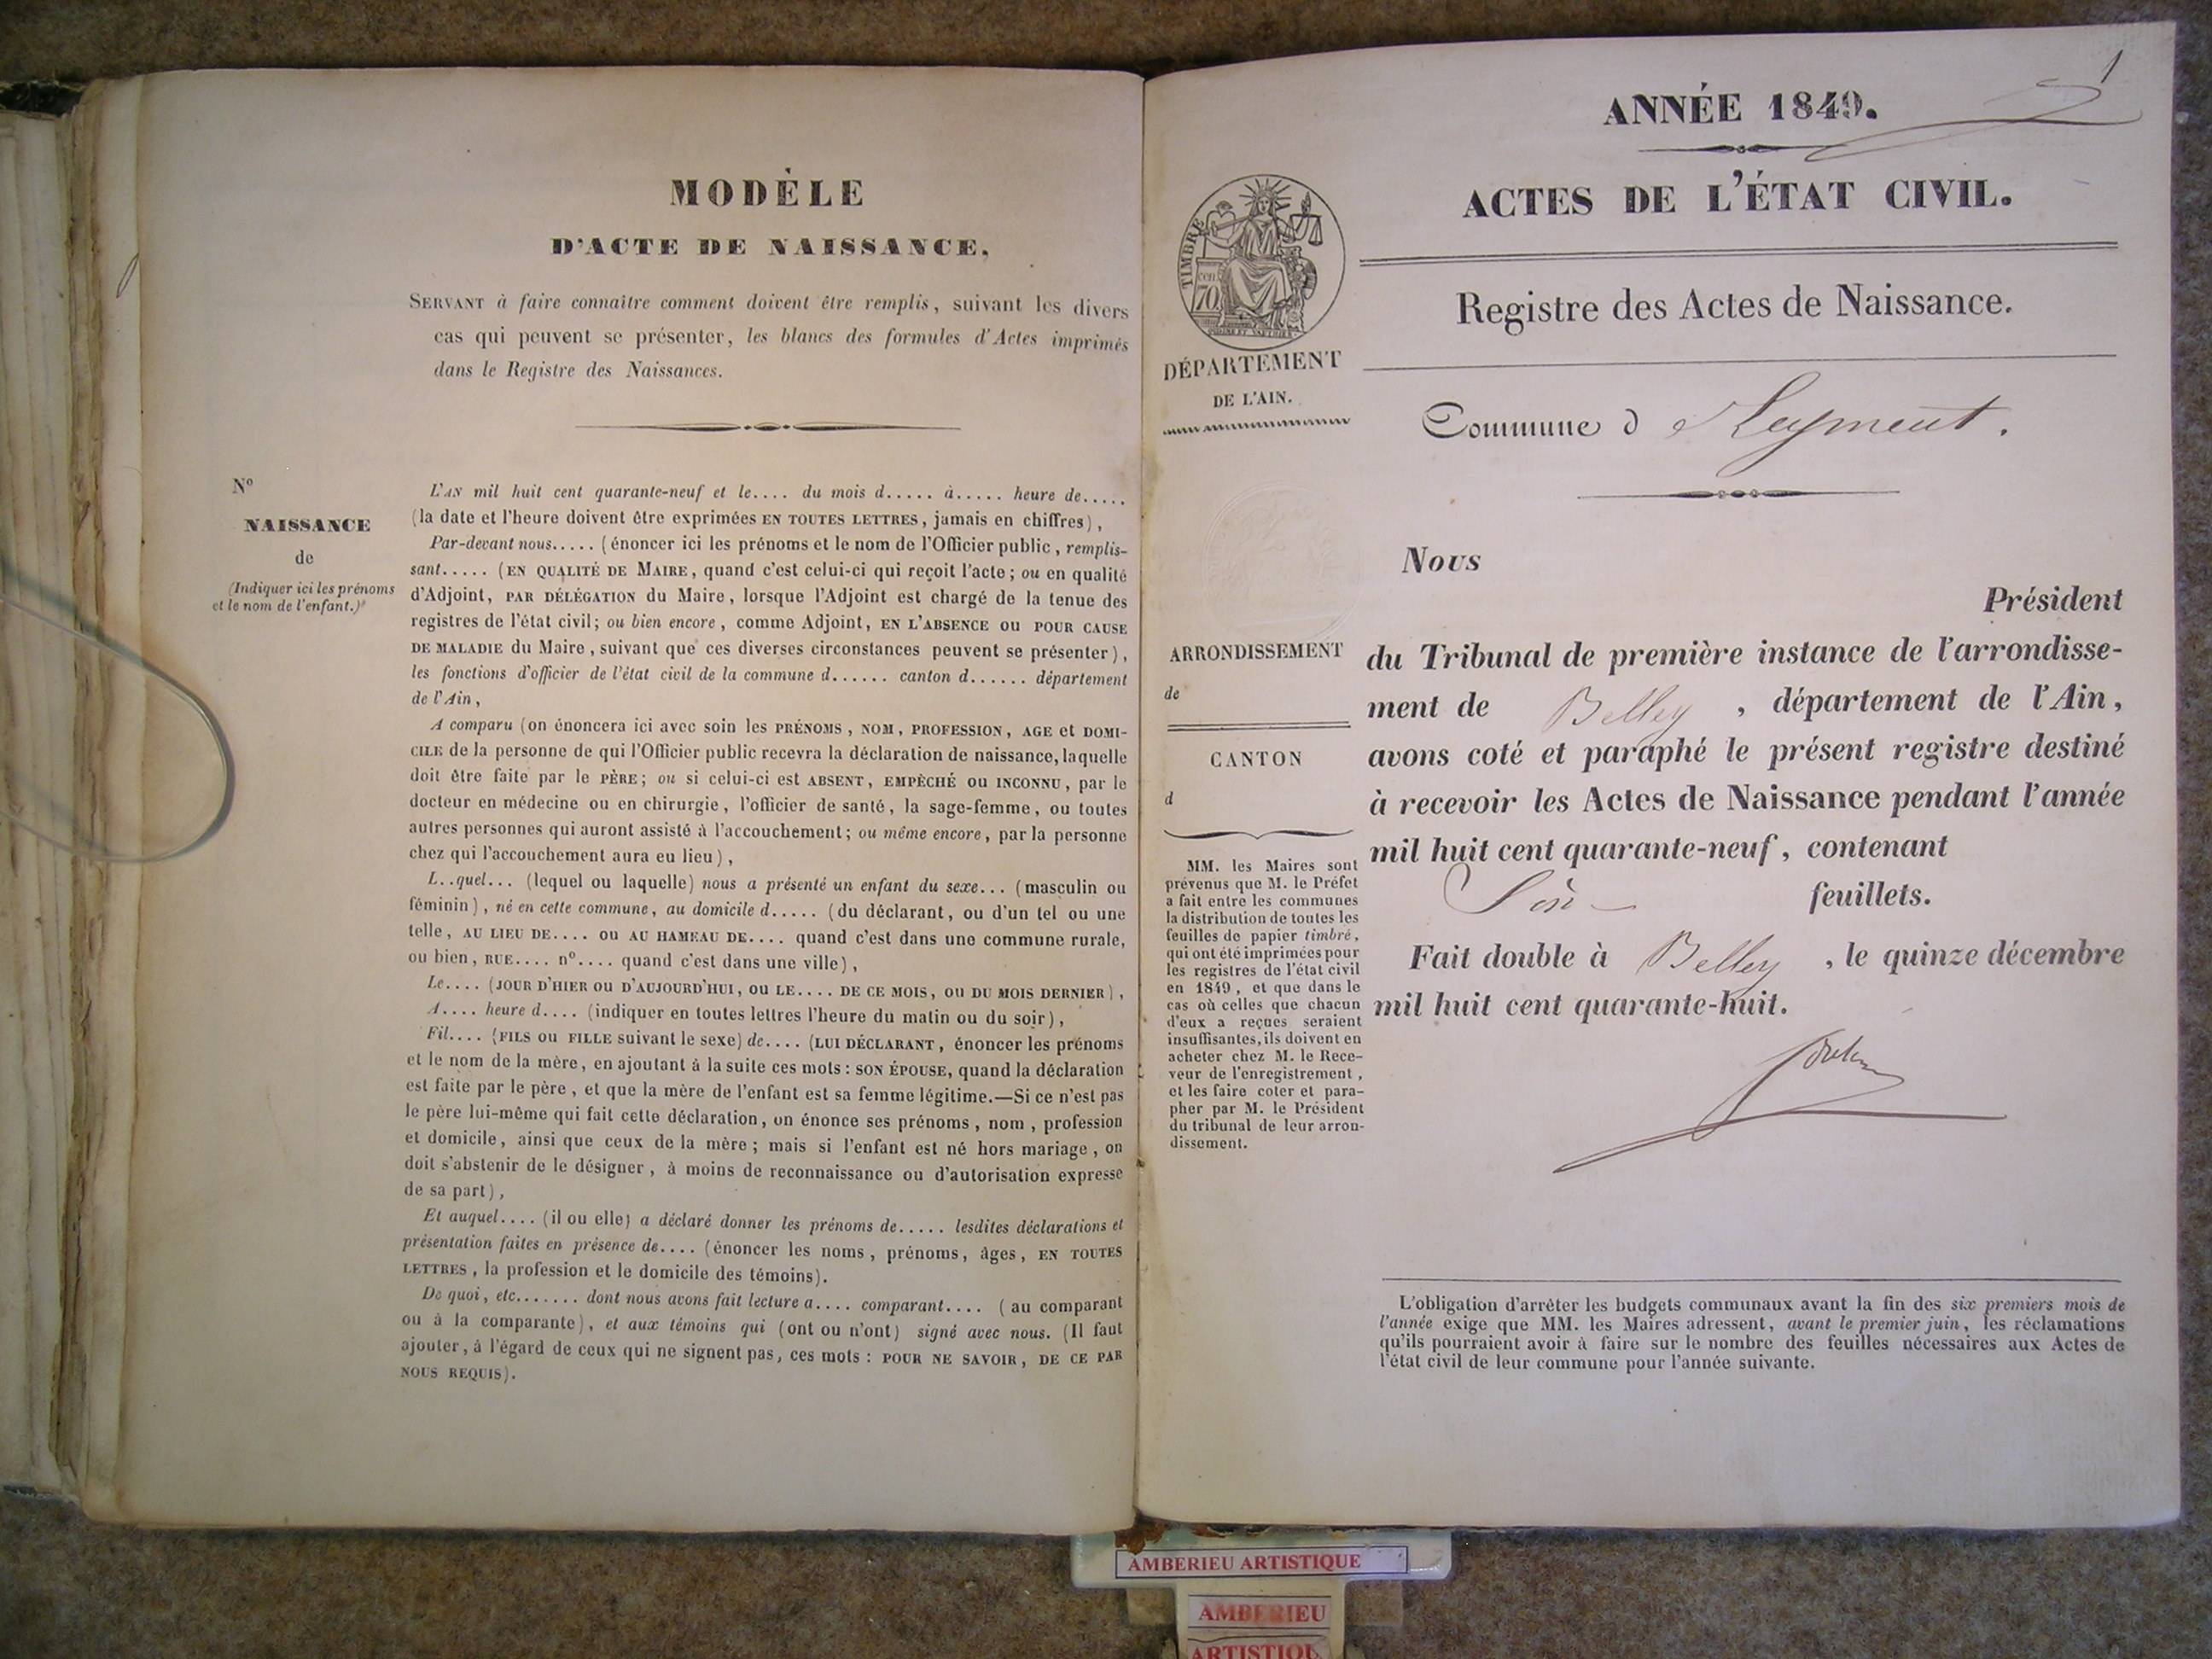 MODÈLE
D'ACTE DE NAISSANCE,
SERVANT à faire connaître comment doivent être remplis, suivant les divers
cas qui peuvent se présenter, les blancs des formules d'Actes imprimés
dans le Registre des Naissances.
Nº
NAISSANCE
de
(Indiquer ici les prénoms
et le nom de l'enfant.)
L'AN mil huit cent quarante-neuf et le.... du mois d..... à..... heure de.....
(la date et l'heure doivent être exprimées EN TOUTES LETTRES, jamais en chiffres),
Par-devant nous..... (énoncer ici les prénoms et le nom de l'Officier public, remplis-
sant..... (EN QUALITÉ DE MAIRE, quand c'est celui-ci qui reçoit l'acte; ou en qualité
d'Adjoint, PAR DÉLÉGATION du Maire, lorsque l'Adjoint est chargé de la tenue des
registres de l'état civil; ou bien encore, comme Adjoint, EN L'ABSENCE OU POUR CAUSE
DE MALADIE du Maire, suivant que ces diverses circonstances peuvent se présenter),
les fonctions d'officier de l'état civil de la commune d...... canton d...... département
de l'Ain,
A comparu (on énoncera ici avec soin les PRÉNOMS, NOM, PROFESSION, AGE et DOMI-
CILE de la personne de qui l'Officier public recevra la déclaration de naissance, laquelle
doit être faite par le PÈRE; ou si celui-ci est ABSENT, EMPÊCHÉ OU INCONNU, par le
docteur en médecine ou en chirurgie, l'officier de santé, la sage-femme, ou toutes
autres personnes qui auront assisté à l'accouchement; ou même encore, par la personne
chez qui l'accouchement aura eu lieu),
L..quel... (lequel ou laquelle) nous a présenté un enfant du sexe... (masculin ou
féminin), né en cette commune, au domicile d..... (du déclarant, ou d'un tel ou une
telle, AU LIEU DE.... OU AU HAMEAU DE.... quand c'est dans une commune rurale,
ou bien, RUE.... nº.... quand c'est dans une ville),
Le.... (JOUR D'HIER OU D'AUJOURD'HUI, OU LE.... DE CE MOIS, OU DU MOIS DERNIER),
A.... heure d.... (indiquer en toutes lettres l'heure du matin ou du soir),
Fil.... (FILS OU FILLE suivant le sexe) de.... (LUI DÉCLARANT, énoncer les prénoms
et le nom de la mère, en ajoutant à la suite ces mots: SON ÉPOUSE, quand la déclaration
est faite par le père, et que la mère de l'enfant est sa femme légitime.—Si ce n'est pas
le père lui-même qui fait cette déclaration, on énonce ses prénoms, nom, profession
et domicile, ainsi que ceux de la mère; mais si l'enfant est né hors mariage, on
doit s'abstenir de le désigner, à moins de reconnaissance ou d'autorisation expresse
de sa part),
Et auquel.... (il ou elle) a déclaré donner les prénoms de..... lesdites déclarations et
présentation faites en présence de.... (énoncer les noms, prénoms, âges, EN TOUTES
LETTRES, la profession et le domicile des témoins).
De quoi, etc....... dont nous avons fait lecture a.... comparant.... (au comparant
ou à la comparante), et aux témoins qui (ont ou n'ont) signé avec nous. (Il faut
ajouter, à l'égard de ceux qui ne signent pas, ces mots: POUR NE SAVOIR, DE CE PAR
NOUS REQUIS).
1
ANNÉE 1849.
ACTES DE L'ÉTAT CIVIL.
Registre des Actes de Naissance.
TIMBRE
cen
70
DÉPARTEMENT
DE L'AIN.
Commune d e Leyment.
ARRONDISSEMENT
de
CANTON
d
MM. les Maires sont
prévenus que M. le Préfet
a fait entre les communes
la distribution de toutes les
feuilles de papier timbré,
qui ont été imprimées pour
les registres de l'état civil
en 1849, et que dans le
cas où celles que chacun
d'eux a reçues seraient
insuffisantes, ils doivent en
acheter chez M. le Rece-
veur de l'enregistrement,
et les faire coter et para-
pher par M. le Président
du tribunal de leur arron-
dissement.
Nous
Président
du Tribunal de première instance de l'arrondisse-
ment de Belley, département de l'Ain,
avons coté et paraphé le présent registre destiné
à recevoir les Actes de Naissance pendant l'année
mil huit cent quarante-neuf, contenant
feuillets.
Fait double à Belley, le quinze décembre
mil huit cent quarante-huit.
L'obligation d'arrêter les budgets communaux avant la fin des six premiers mois de
l'année exige que MM. les Maires adressent, avant le premier juin, les réclamations
qu'ils pourraient avoir à faire sur le nombre des feuilles nécessaires aux Actes de
l'état civil de leur commune pour l'année suivante.
AMBERIEU ARTISTIQUE
AMBERIEU
ARTISTIQU